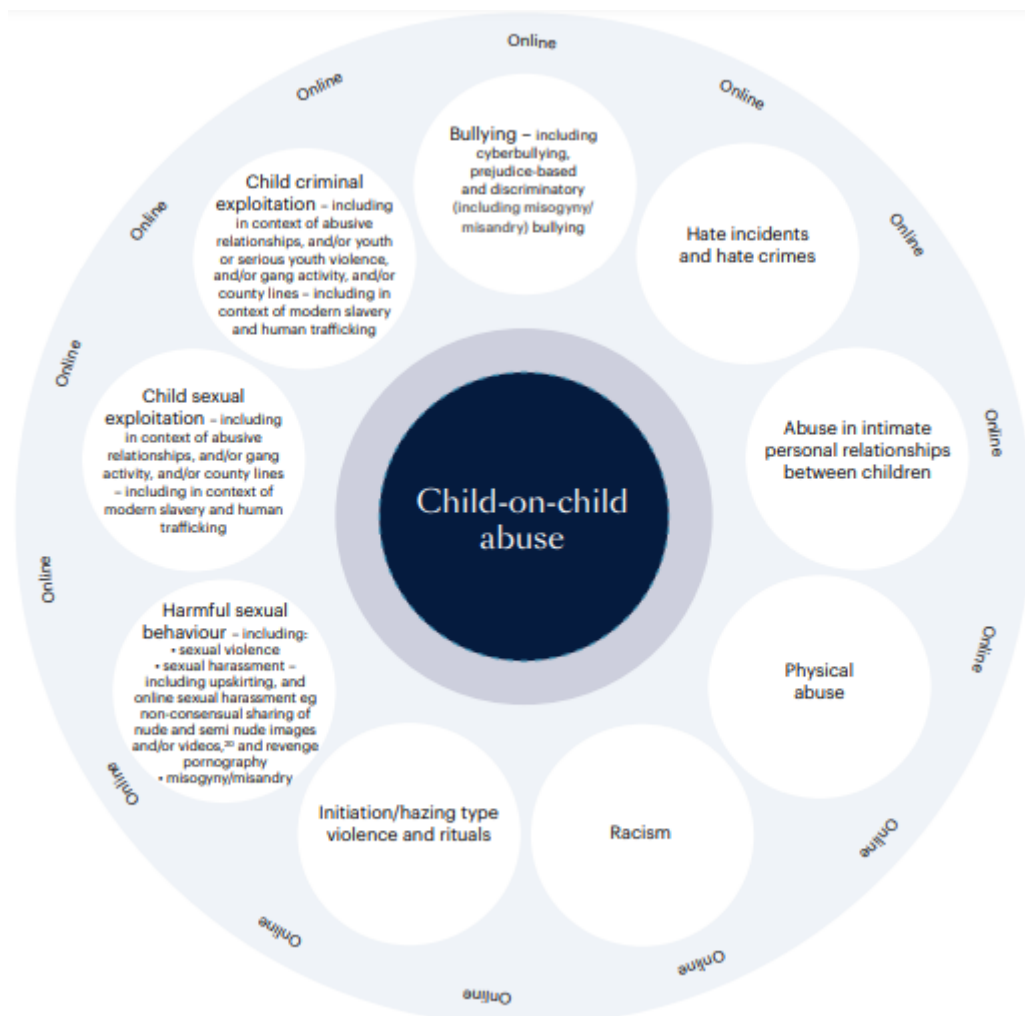 Online
Online
Online
Online
Online
Online
Online
Online
Online
Online
Online
Online
Online
Online
Bullying – including
cyberbullying,
prejudice-based
and discriminatory
(including misogyny/
misandry) bullying
Hate incidents
and hate crimes
Abuse in intimate
personal relationships
between children
Physical
abuse
Racism
Initiation/hazing type
violence and rituals
Harmful sexual
behaviour – including:
• sexual violence
• sexual harassment –
including upskirting, and
online sexual harassment eg
non-consensual sharing of
nude and semi nude images
and/or videos,³⁰ and revenge
pornography
• misogyny/misandry
Child sexual
exploitation – including
in context of abusive
relationships, and/or gang
activity, and/or county lines
– including in context of
modern slavery and human
trafficking
Child criminal
exploitation – including
in context of abusive
relationships, and/or youth
or serious youth violence,
and/or gang activity, and/or
county lines – including in
context of modern slavery
and human trafficking
Child-on-child
abuse